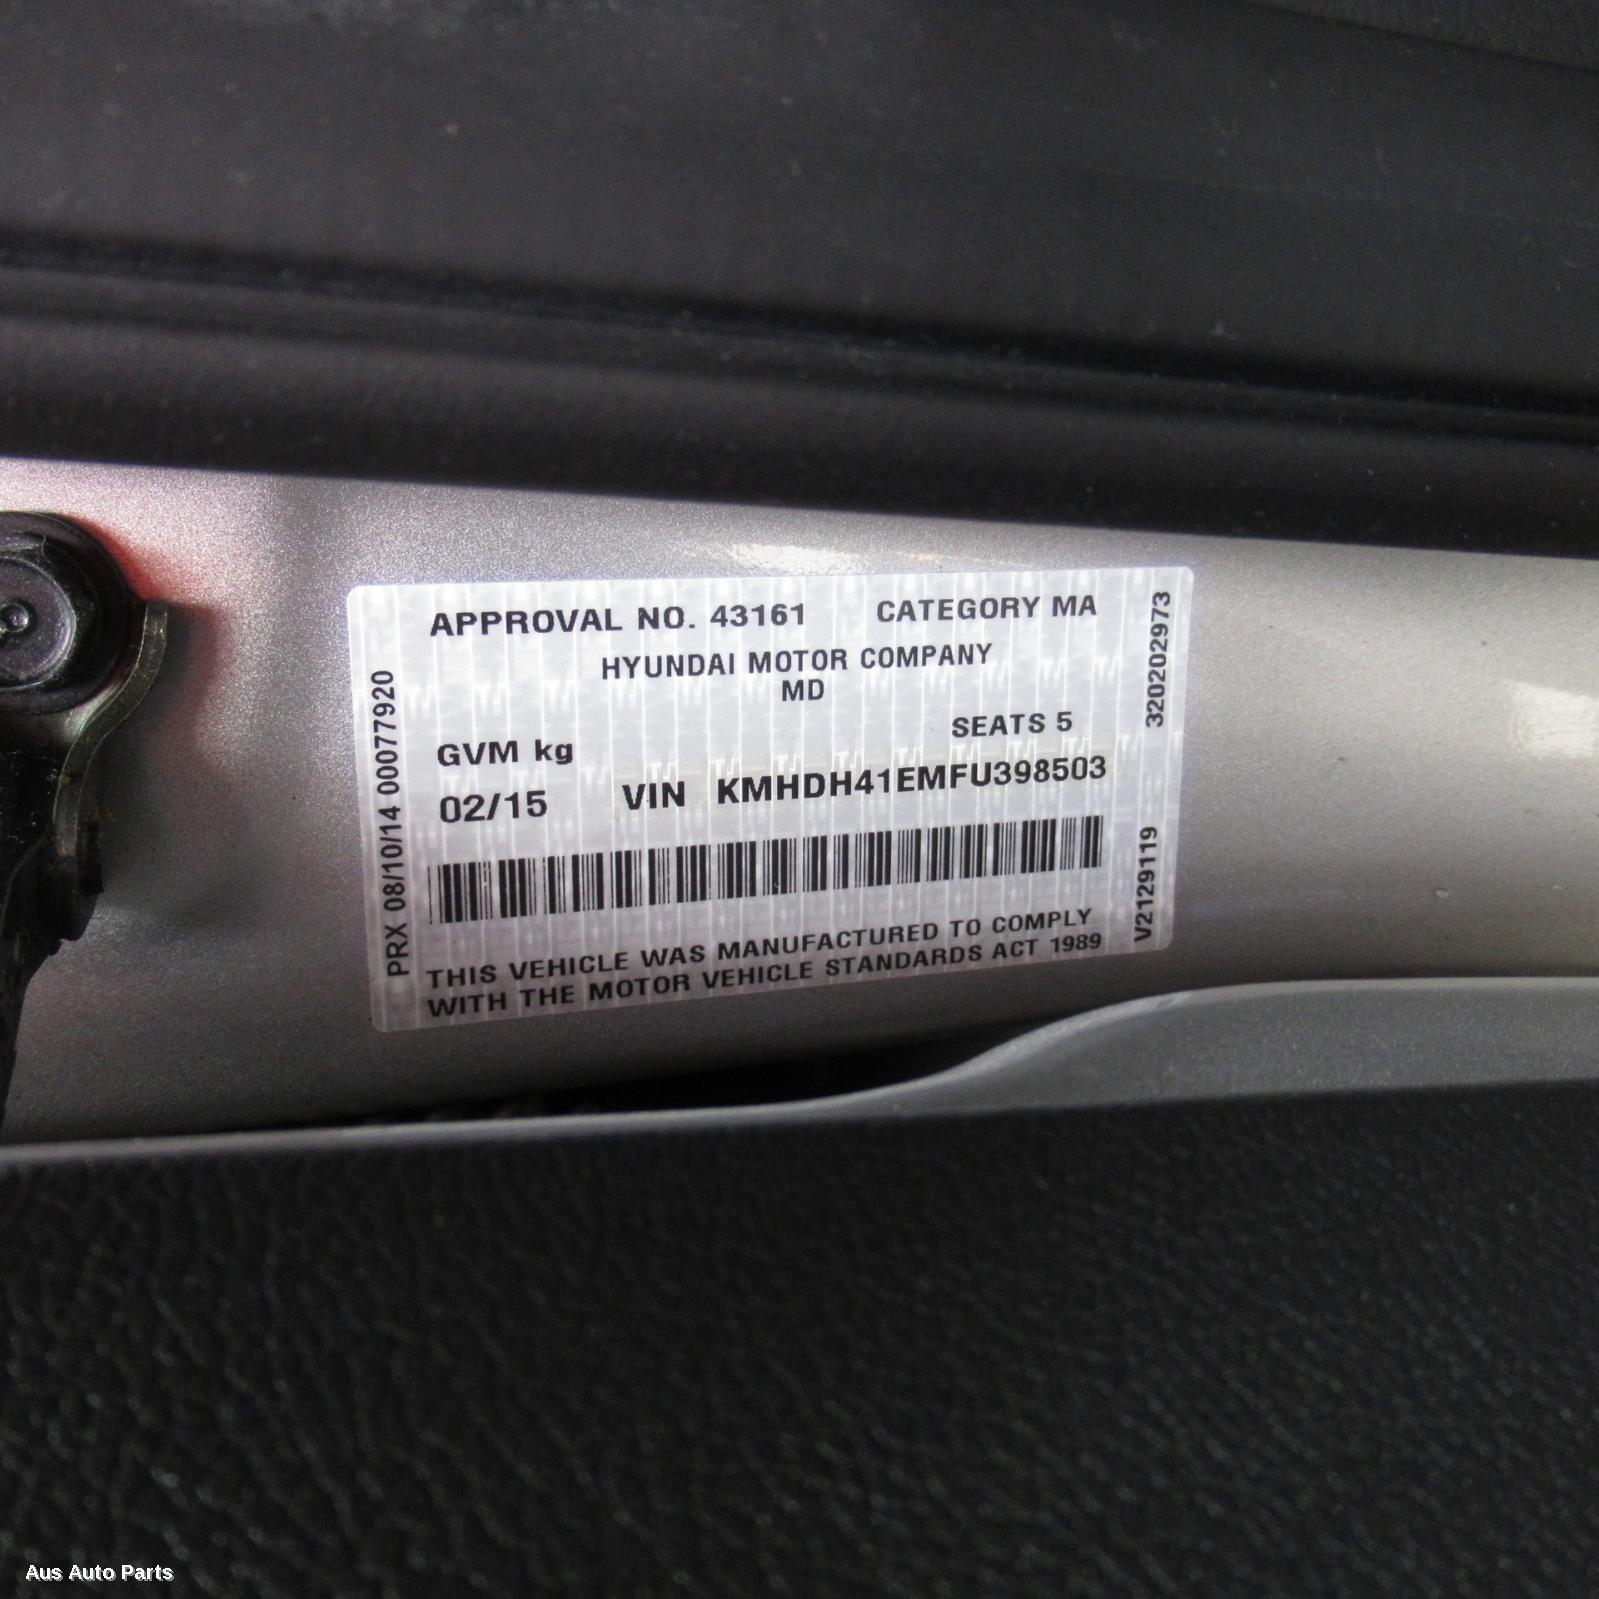 APPROVAL NO. 43161 CATEGORY MA
HYUNDAI MOTOR COMPANY
MD
SEATS 5
GVM kg
02/15 VIN KMHDH41EMFU398503
THIS VEHICLE WAS MANUFACTURED TO COMPLY
WITH THE MOTOR VEHICLE STANDARDS ACT 1989
PRX 08/10/14 00077920
320202973
V2129119
Aus Auto Parts